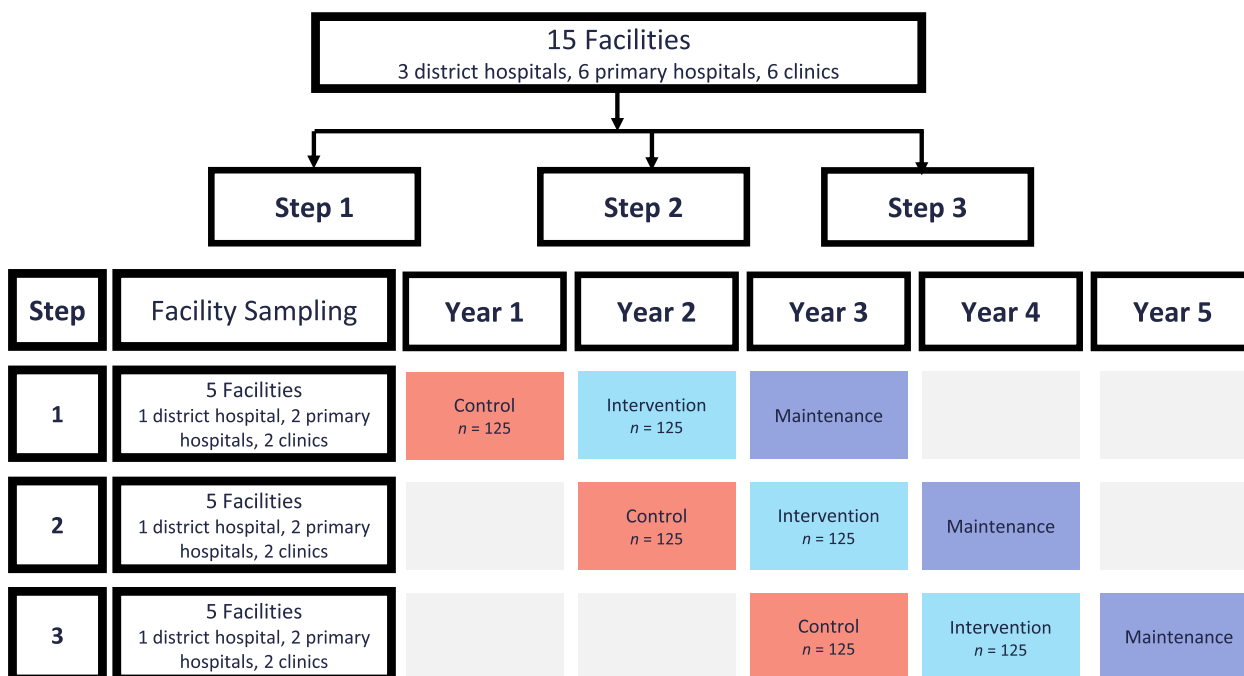 15 Facilities
3 district hospitals, 6 primary hospitals, 6 clinics
Step 1
Step 2
Step 3
Step
Facility Sampling
Year 1
Year 2
Year 3
Year 4
Year 5
1
5 Facilities
1 district hospital, 2 primary
hospitals, 2 clinics
Control
n = 125
Intervention
n = 125
Maintenance
2
5 Facilities
1 district hospital, 2 primary
hospitals, 2 clinics
Control
n = 125
Intervention
n = 125
Maintenance
3
5 Facilities
1 district hospital, 2 primary
hospitals, 2 clinics
Control
n = 125
Intervention
n = 125
Maintenance